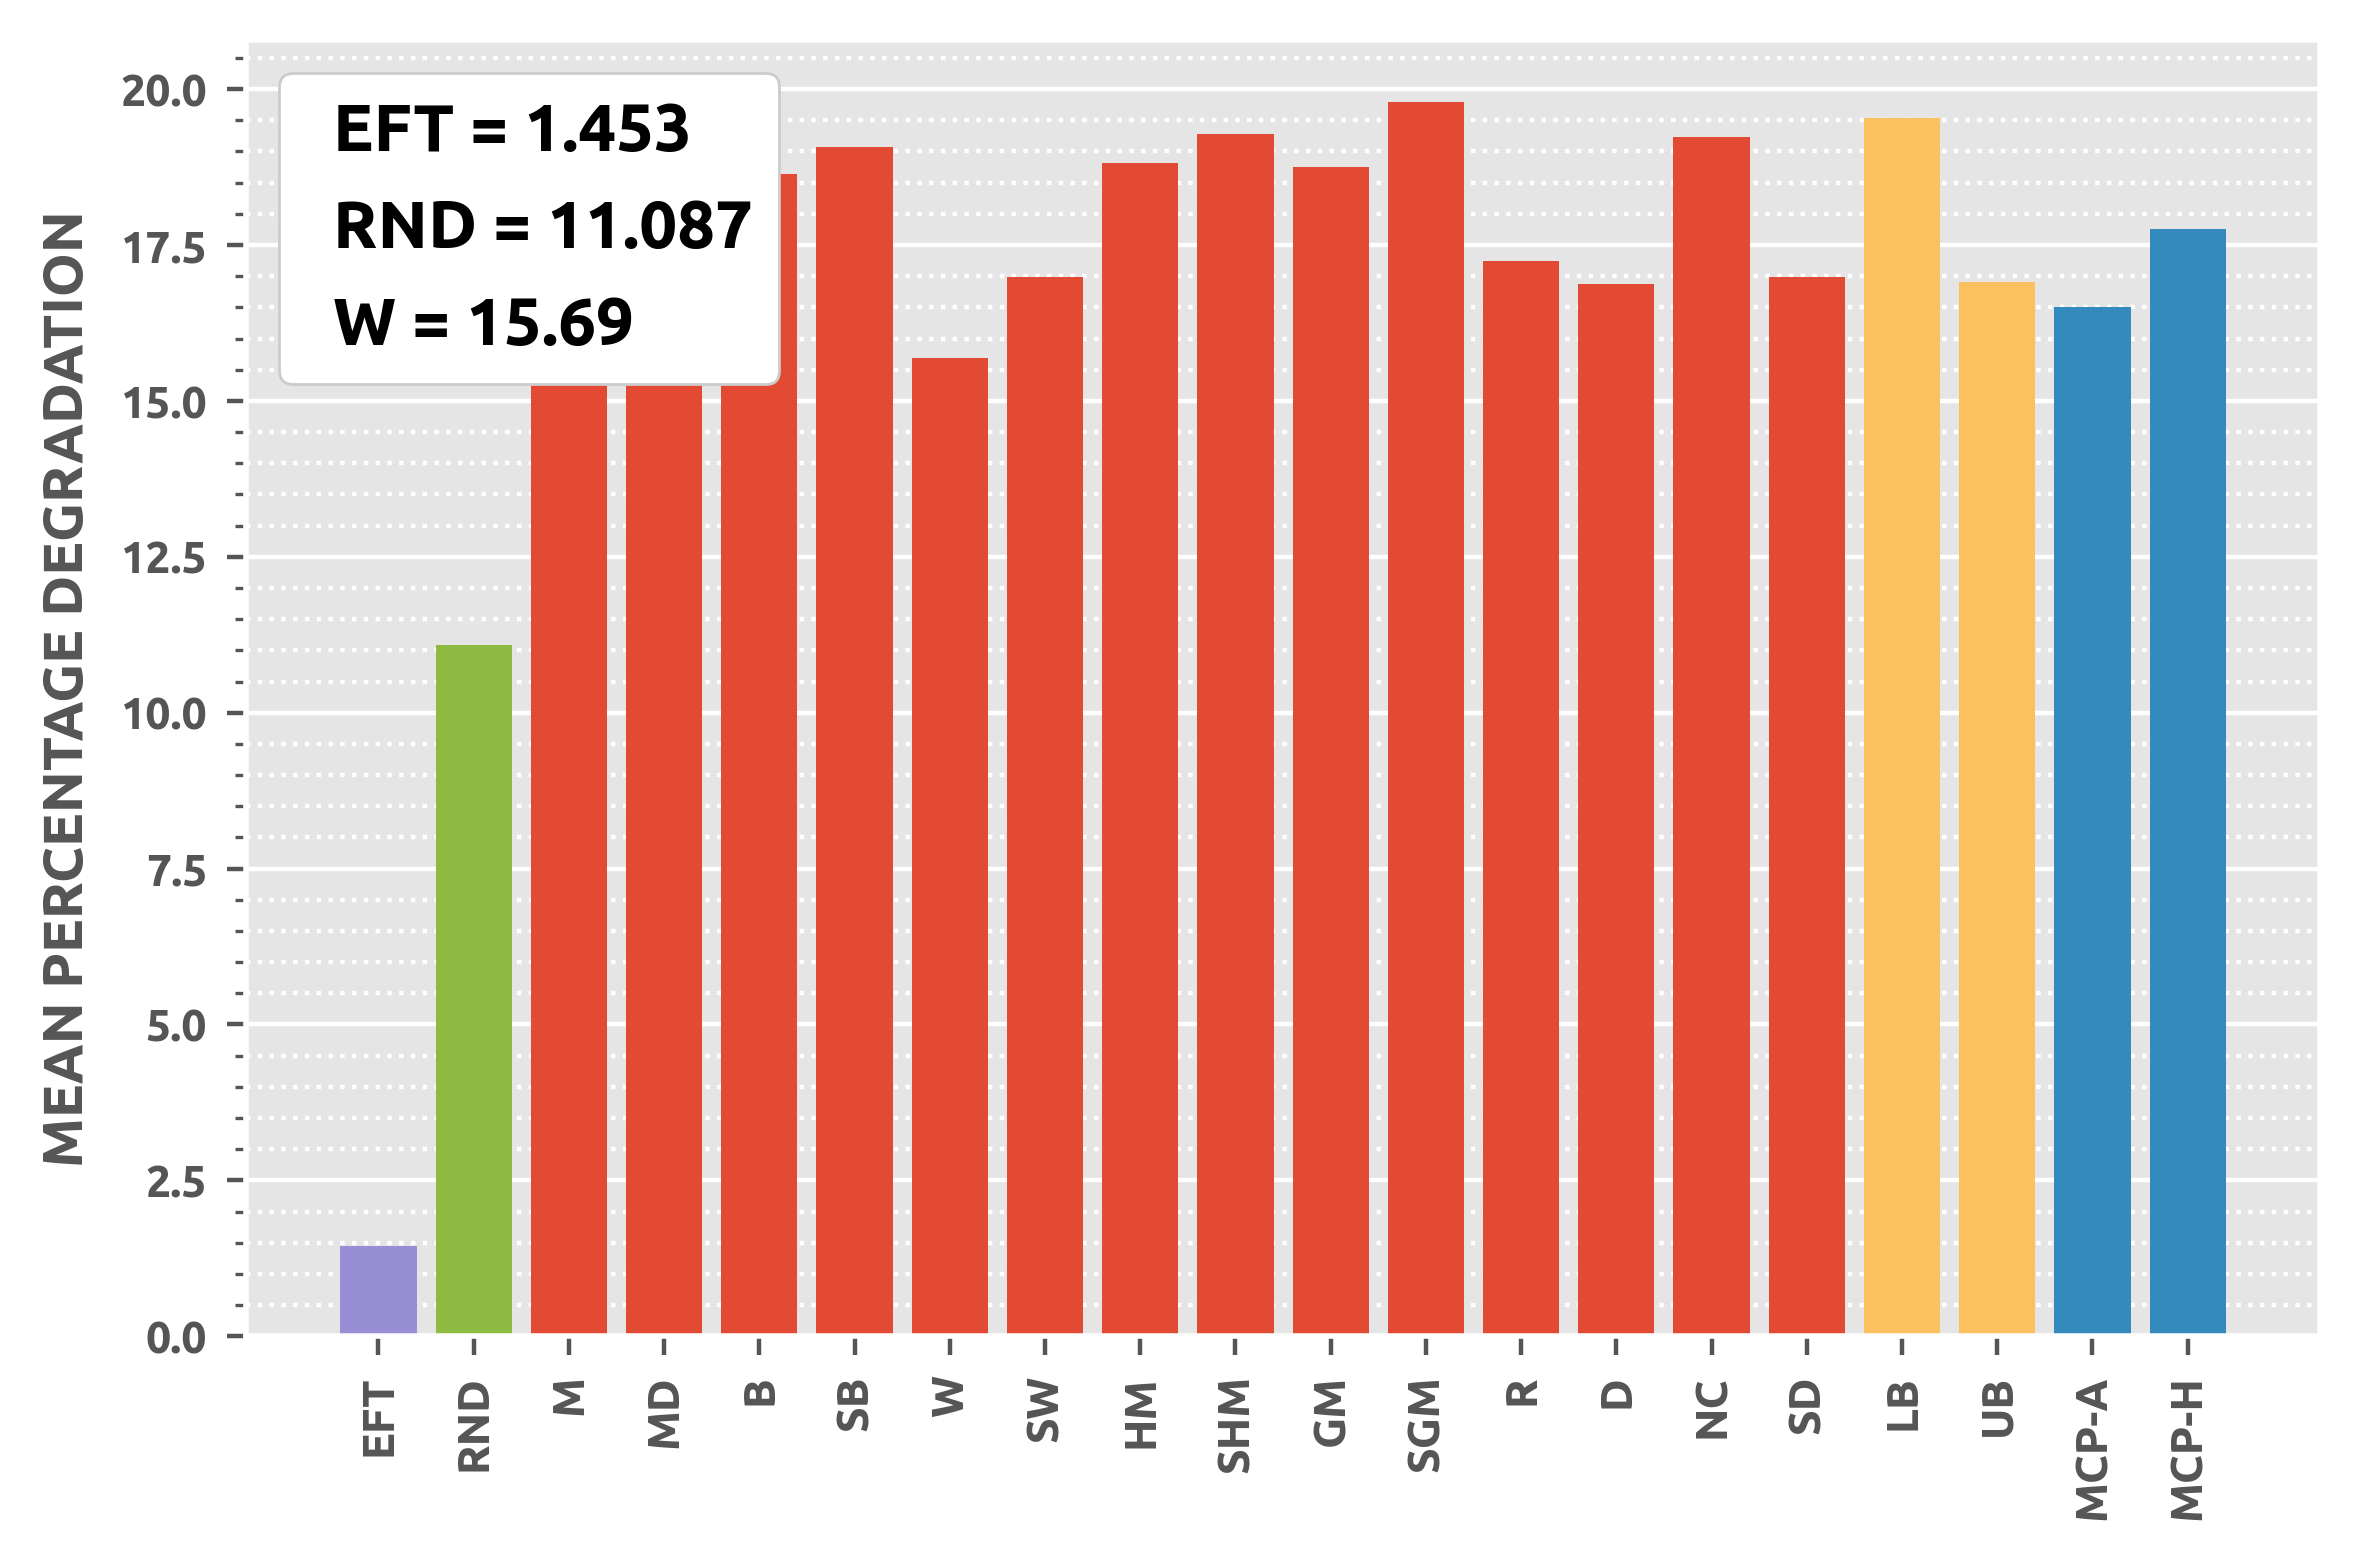 MEAN PERCENTAGE DEGRADATION
20.0
17.5
15.0
12.5
10.0
7.5
5.0
2.5
0.0
EFT = 1.453
RND = 11.087
W = 15.69
EFT
RND
M
MD
B
SB
W
SW
HM
SHM
GM
SGM
R
D
NC
SD
LB
UB
MCP-A
MCP-H